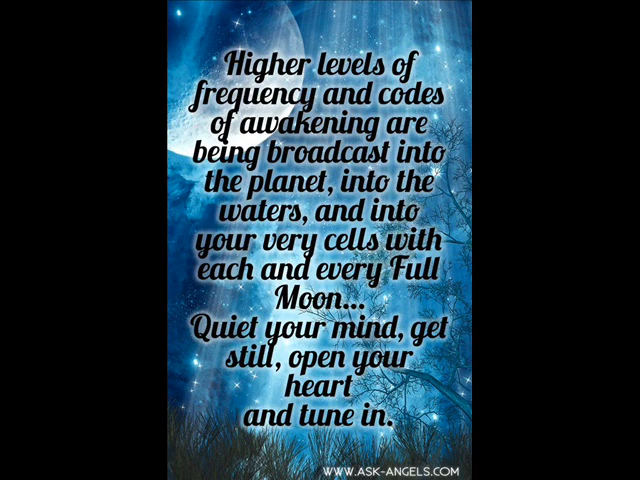 Higher levels of
frequency and codes
of awakening are
being broadcast into
the planet, into the
waters, and into
your very cells with
each and every Full
Moon...
Quiet your mind, get
still, open your
heart
and tune in.
WWW.ASK-ANGELS.COM